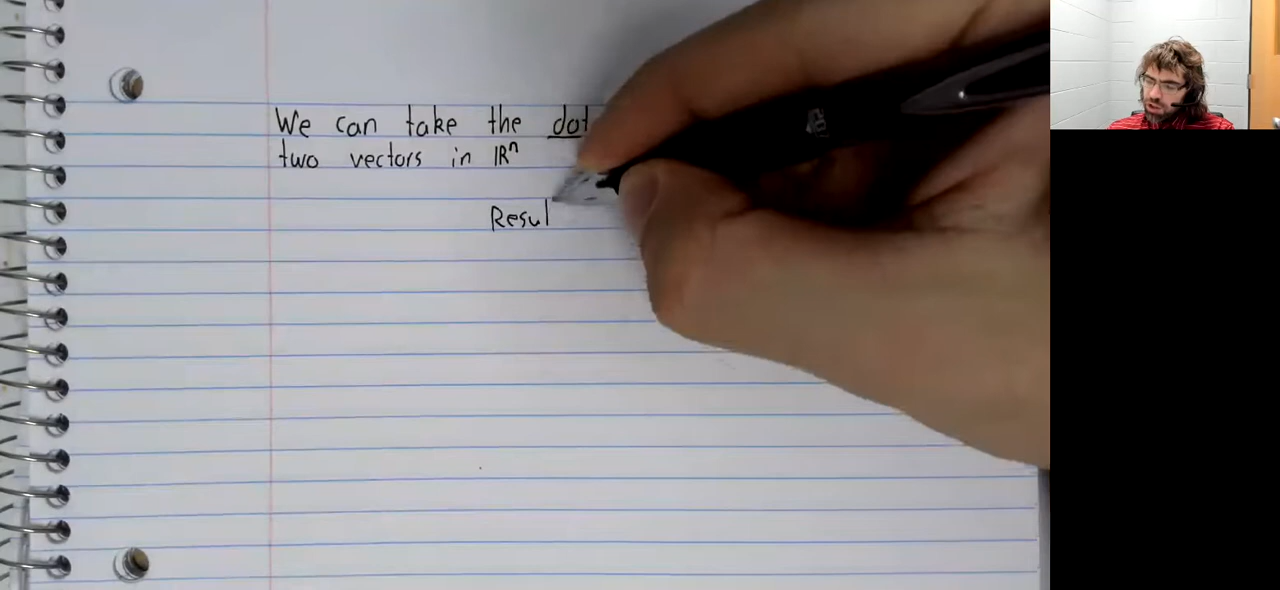 We can take the dot
two vectors in ℝⁿ
Resul